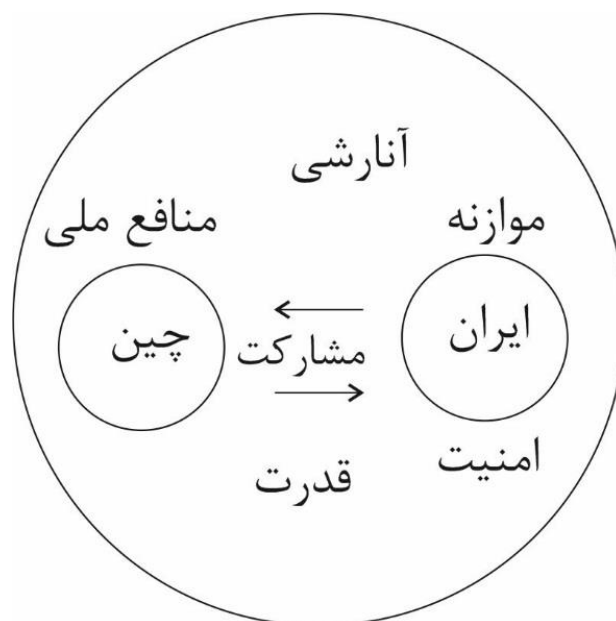 آنارشی
موازنه
منافع ملی
ایران
چین
مشارکت
امنیت
قدرت